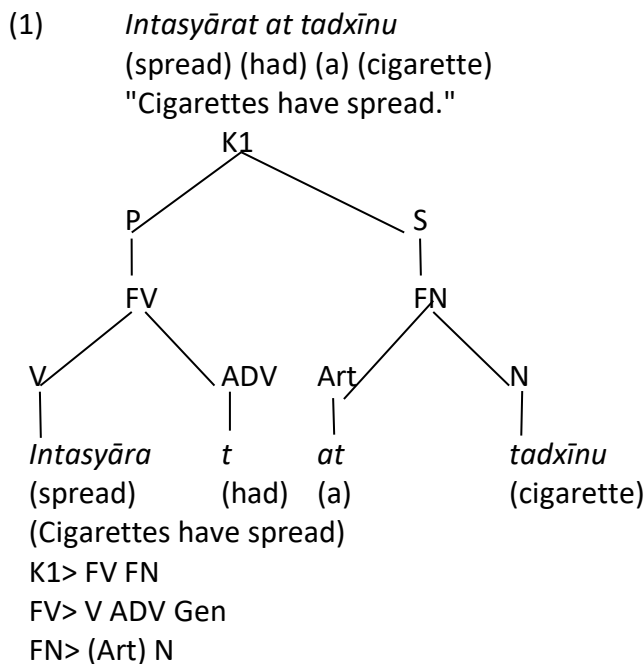 (1) Intasyārat at tadxīnu
(spread) (had) (a) (cigarette)
"Cigarettes have spread."
K1
P S
FV FN
V ADV Art N
Intasyāra t at tadxīnu
(spread) (had) (a) (cigarette)
(Cigarettes have spread)
K1> FV FN
FV> V ADV Gen
FN> (Art) N